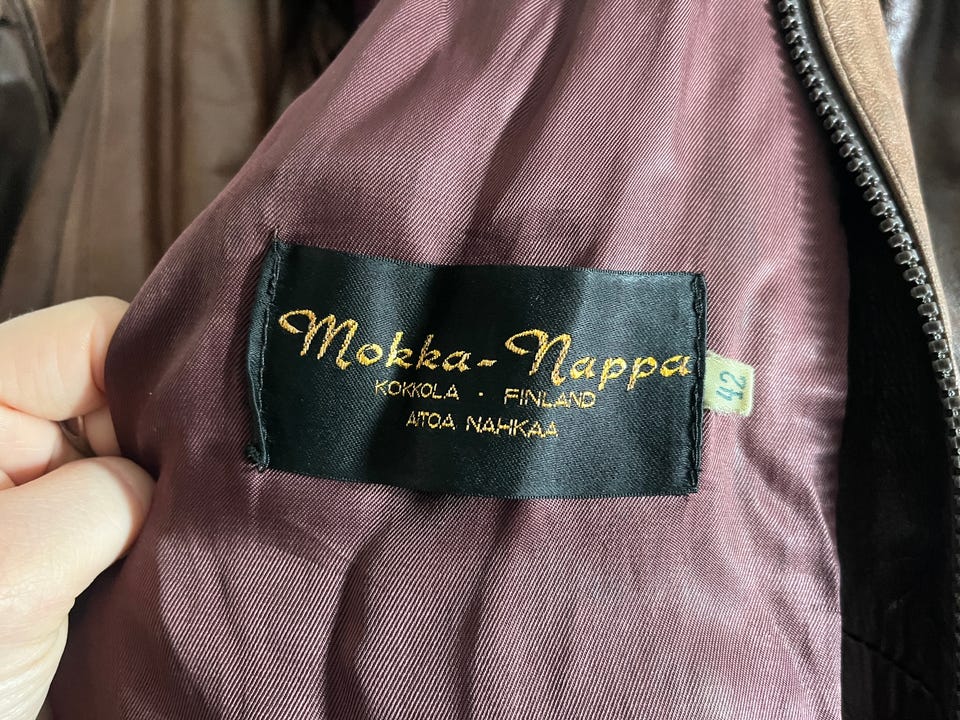 Mokka-Nappa
KOKKOLA · FINLAND
AITOA NAHKAA
42